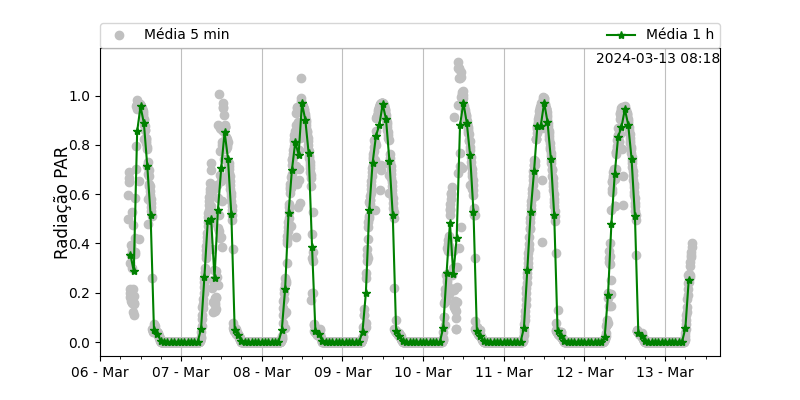 Média 5 min
Média 1 h
2024-03-13 08:18
Radiação PAR
1.0
0.8
0.6
0.4
0.2
0.0
06 - Mar
07 - Mar
08 - Mar
09 - Mar
10 - Mar
11 - Mar
12 - Mar
13 - Mar